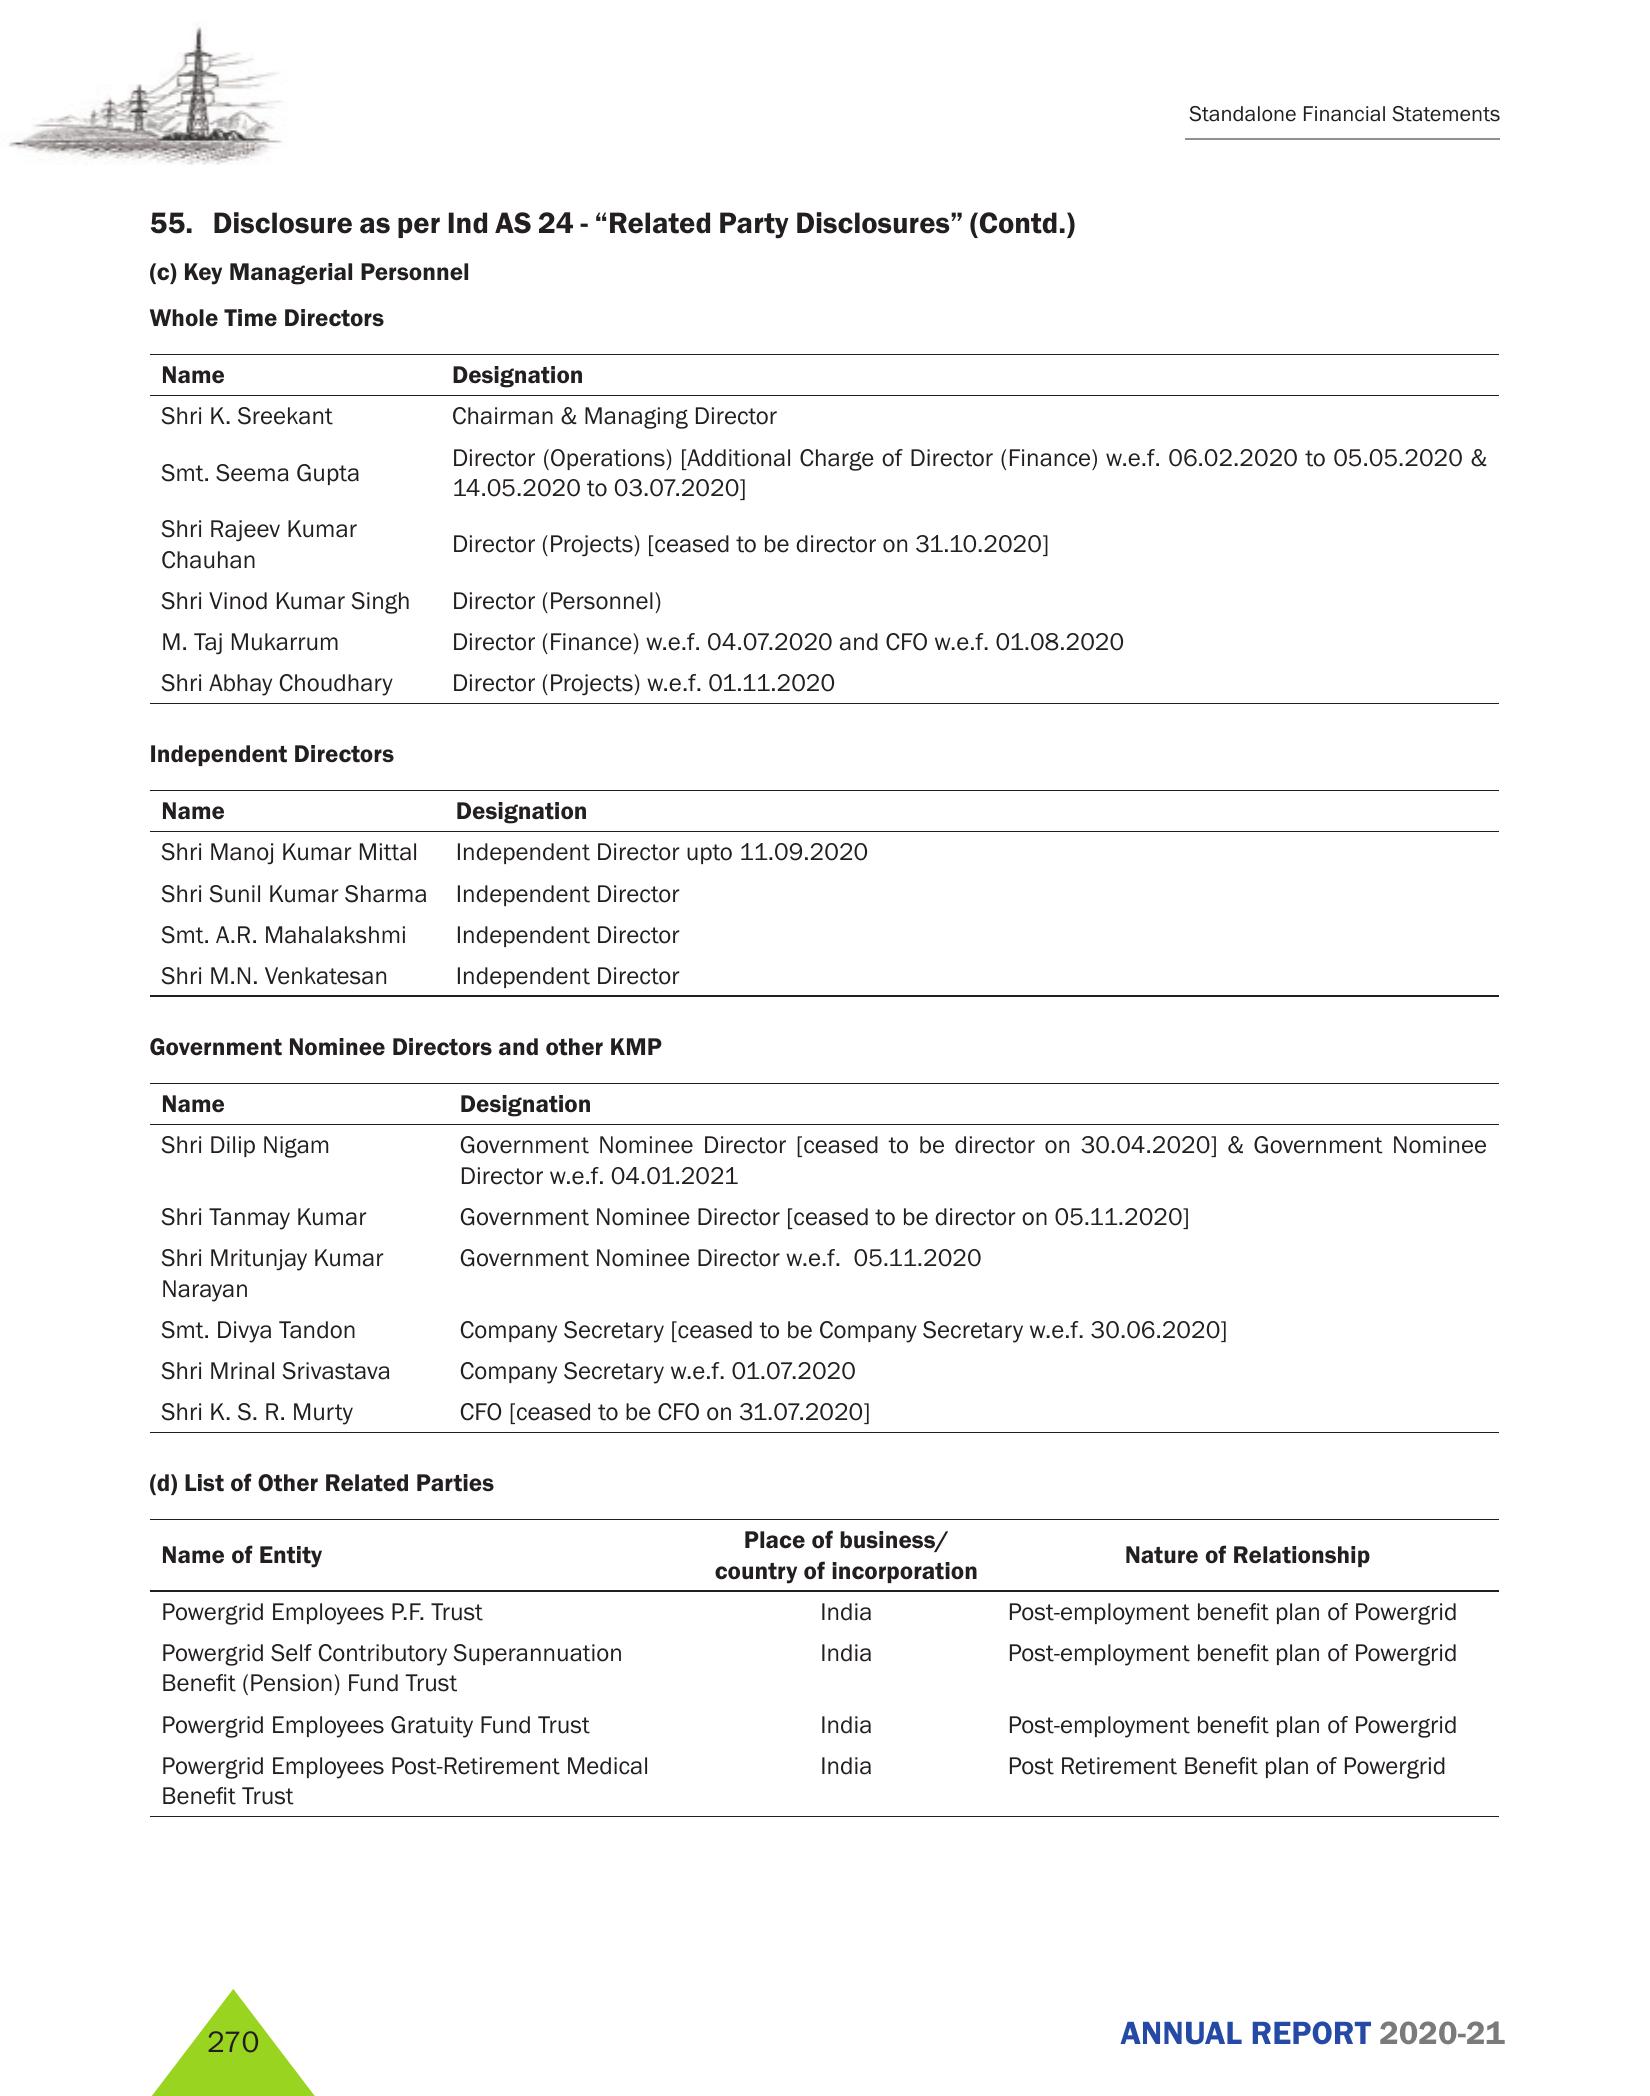 Standalone Financial Statements
55. Disclosure as per Ind AS 24 - “Related Party Disclosures” (Contd.)
(c) Key Managerial Personnel
Whole Time Directors
Name Designation
Shri K. Sreekant Chairman & Managing Director
Smt. Seema Gupta Director (Operations) [Additional Charge of Director (Finance) w.e.f. 06.02.2020 to 05.05.2020 &
14.05.2020 to 03.07.2020]
Shri Rajeev Kumar
Chauhan Director (Projects) [ceased to be director on 31.10.2020]
Shri Vinod Kumar Singh Director (Personnel)
M. Taj Mukarrum Director (Finance) w.e.f. 04.07.2020 and CFO w.e.f. 01.08.2020
Shri Abhay Choudhary Director (Projects) w.e.f. 01.11.2020
Independent Directors
Name Designation
Shri Manoj Kumar Mittal Independent Director upto 11.09.2020
Shri Sunil Kumar Sharma Independent Director
Smt. A.R. Mahalakshmi Independent Director
Shri M.N. Venkatesan Independent Director
Government Nominee Directors and other KMP
Name Designation
Shri Dilip Nigam Government Nominee Director [ceased to be director on 30.04.2020] & Government Nominee
Director w.e.f. 04.01.2021
Shri Tanmay Kumar Government Nominee Director [ceased to be director on 05.11.2020]
Shri Mritunjay Kumar Government Nominee Director w.e.f. 05.11.2020
Narayan
Smt. Divya Tandon Company Secretary [ceased to be Company Secretary w.e.f. 30.06.2020]
Shri Mrinal Srivastava Company Secretary w.e.f. 01.07.2020
Shri K. S. R. Murty CFO [ceased to be CFO on 31.07.2020]
(d) List of Other Related Parties
Name of Entity Place of business/ Nature of Relationship
country of incorporation
Powergrid Employees P.F. Trust India Post-employment benefit plan of Powergrid
Powergrid Self Contributory Superannuation India Post-employment benefit plan of Powergrid
Benefit (Pension) Fund Trust
Powergrid Employees Gratuity Fund Trust India Post-employment benefit plan of Powergrid
Powergrid Employees Post-Retirement Medical India Post Retirement Benefit plan of Powergrid
Benefit Trust
270
ANNUAL REPORT 2020-21